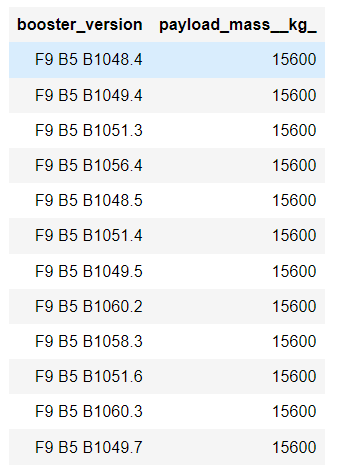 booster_version payload_mass__kg_
F9 B5 B1048.4 15600
F9 B5 B1049.4 15600
F9 B5 B1051.3 15600
F9 B5 B1056.4 15600
F9 B5 B1048.5 15600
F9 B5 B1051.4 15600
F9 B5 B1049.5 15600
F9 B5 B1060.2 15600
F9 B5 B1058.3 15600
F9 B5 B1051.6 15600
F9 B5 B1060.3 15600
F9 B5 B1049.7 15600